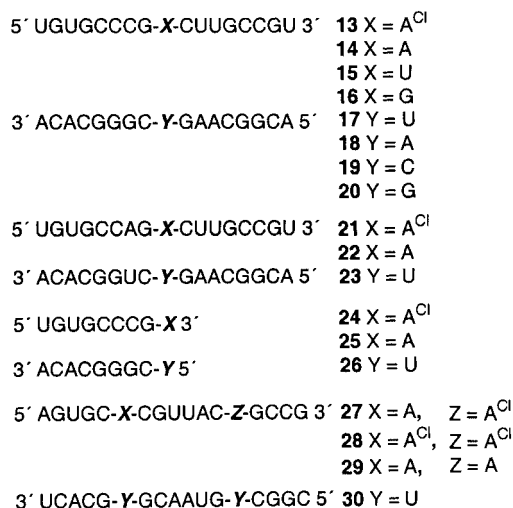 5´ UGUGCCCG-X-CUUGCCGU 3´ 13 X = A^Cl
14 X = A
15 X = U
16 X = G
3´ ACACGGGC-Y-GAACGGCA 5´ 17 Y = U
18 Y = A
19 Y = C
20 Y = G
5´ UGUGCCAG-X-CUUGCCGU 3´ 21 X = A^Cl
22 X = A
3´ ACACGGUC-Y-GAACGGCA 5´ 23 Y = U
5´ UGUGCCCG-X 3´ 24 X = A^Cl
25 X = A
3´ ACACGGGC-Y 5´ 26 Y = U
5´ AGUGC-X-CGUUAC-Z-GCCG 3´ 27 X = A, Z = A^Cl
28 X = A^Cl, Z = A^Cl
29 X = A, Z = A
3´ UCACG-Y-GCAAUG-Y-CGGC 5´ 30 Y = U